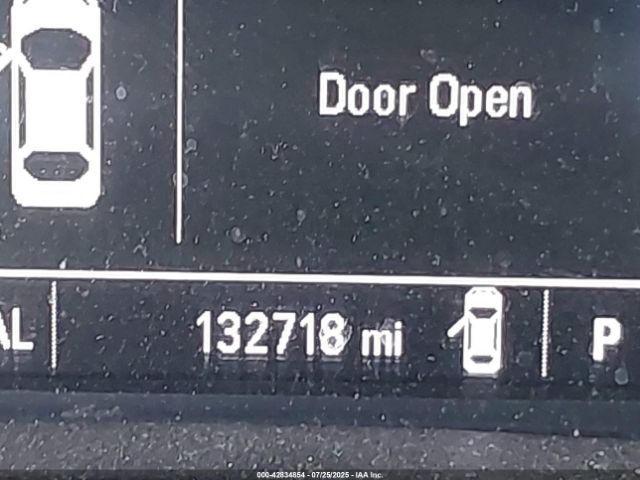 Door Open
AL 132718 mi P
000-42834854 - 07/25/2025 - IAA Inc.